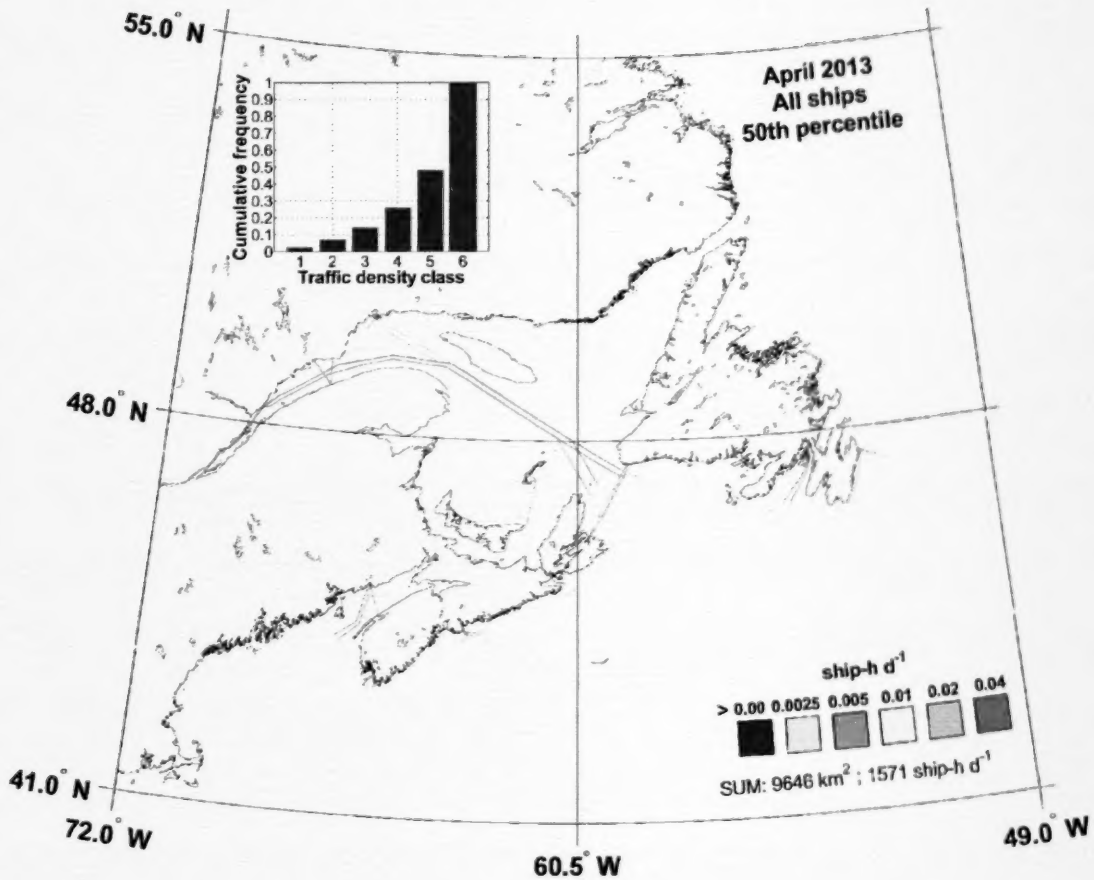 55.0° N
April 2013
All ships
50th percentile
Cumulative frequency
1
0.9
0.8
0.7
0.6
0.5
0.4
0.3
0.2
0.1
0
1 2 3 4 5 6
Traffic density class
48.0° N
ship-h d⁻¹
> 0.00 0.0025 0.005 0.01 0.02 0.04
SUM: 9646 km² ; 1571 ship-h d⁻¹
41.0° N
72.0° W
60.5° W
49.0° W